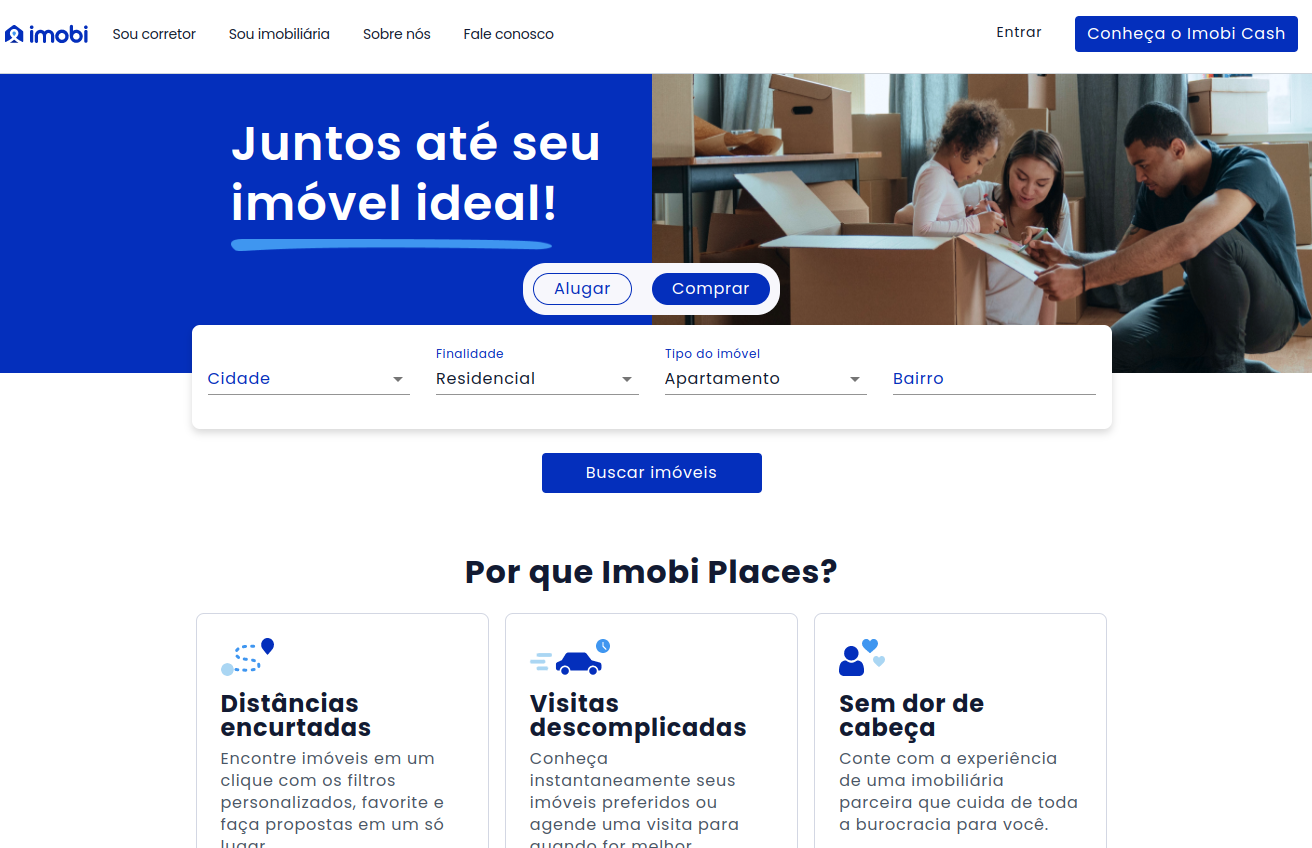 imobi
Sou corretor
Sou imobiliária
Sobre nós
Fale conosco
Entrar
Conheça o Imobi Cash
Juntos até seu
imóvel ideal!
Alugar
Comprar
Cidade
Finalidade
Residencial
Tipo do imóvel
Apartamento
Bairro
Buscar imóveis
Por que Imobi Places?
Distâncias
encurtadas
Encontre imóveis em um
clique com os filtros
personalizados, favorite e
faça propostas em um só
lugar
Visitas
descomplicadas
Conheça
instantaneamente seus
imóveis preferidos ou
agende uma visita para
quando for melhor
Sem dor de
cabeça
Conte com a experiência
de uma imobiliária
parceira que cuida de toda
a burocracia para você.